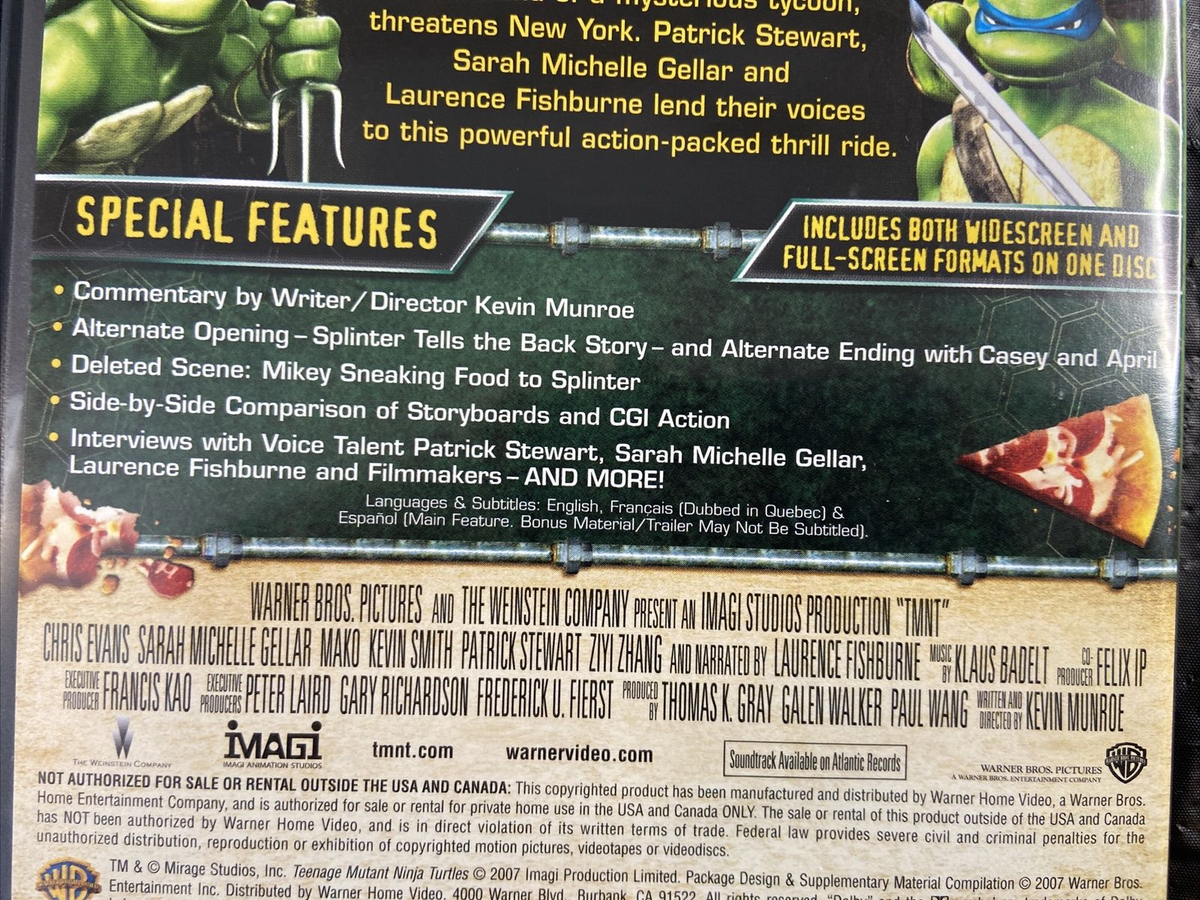 a mysterious tycoon,
threatens New York. Patrick Stewart,
Sarah Michelle Gellar and
Laurence Fishburne lend their voices
to this powerful action-packed thrill ride.
SPECIAL FEATURES
INCLUDES BOTH WIDESCREEN AND
FULL-SCREEN FORMATS ON ONE DISC
• Commentary by Writer/Director Kevin Munroe
• Alternate Opening – Splinter Tells the Back Story – and Alternate Ending with Casey and April
• Deleted Scene: Mikey Sneaking Food to Splinter
• Side-by-Side Comparison of Storyboards and CGI Action
• Interviews with Voice Talent Patrick Stewart, Sarah Michelle Gellar,
Laurence Fishburne and Filmmakers – AND MORE!
Languages & Subtitles: English, Français (Dubbed in Quebec) &
Español (Main Feature. Bonus Material/Trailer May Not Be Subtitled).
WARNER BROS. PICTURES AND THE WEINSTEIN COMPANY PRESENT AN IMAGI STUDIOS PRODUCTION "TMNT"
CHRIS EVANS SARAH MICHELLE GELLAR MAKO KEVIN SMITH PATRICK STEWART ZIYI ZHANG AND NARRATED BY LAURENCE FISHBURNE MUSIC BY KLAUS BADELT CO-PRODUCER FELIX IP
EXECUTIVE PRODUCER FRANCIS KAO EXECUTIVE PRODUCERS PETER LAIRD GARY RICHARDSON FREDERICK U. FIERST PRODUCED BY THOMAS K. GRAY GALEN WALKER PAUL WANG WRITTEN AND DIRECTED BY KEVIN MUNROE
THE WEINSTEIN COMPANY
iMAGi
IMAGI ANIMATION STUDIOS
tmnt.com
warnervideo.com
Soundtrack Available on Atlantic Records
WARNER BROS. PICTURES
A WARNER BROS. ENTERTAINMENT COMPANY
NOT AUTHORIZED FOR SALE OR RENTAL OUTSIDE THE USA AND CANADA: This copyrighted product has been manufactured and distributed by Warner Home Video, a Warner Bros.
Home Entertainment Company, and is authorized for sale or rental for private home use in the USA and Canada ONLY. The sale or rental of this product outside of the USA and Canada
has NOT been authorized by Warner Home Video, and is in direct violation of its written terms of trade. Federal law provides severe civil and criminal penalties for the
unauthorized distribution, reproduction or exhibition of copyrighted motion pictures, videotapes or videodiscs.
TM & © Mirage Studios, Inc. Teenage Mutant Ninja Turtles © 2007 Imagi Production Limited. Package Design & Supplementary Material Compilation © 2007 Warner Bros.
Entertainment Inc. Distributed by Warner Home Video, 4000 Warner Blvd., Burbank, CA 91522. All rights reserved. "Dolby" and the